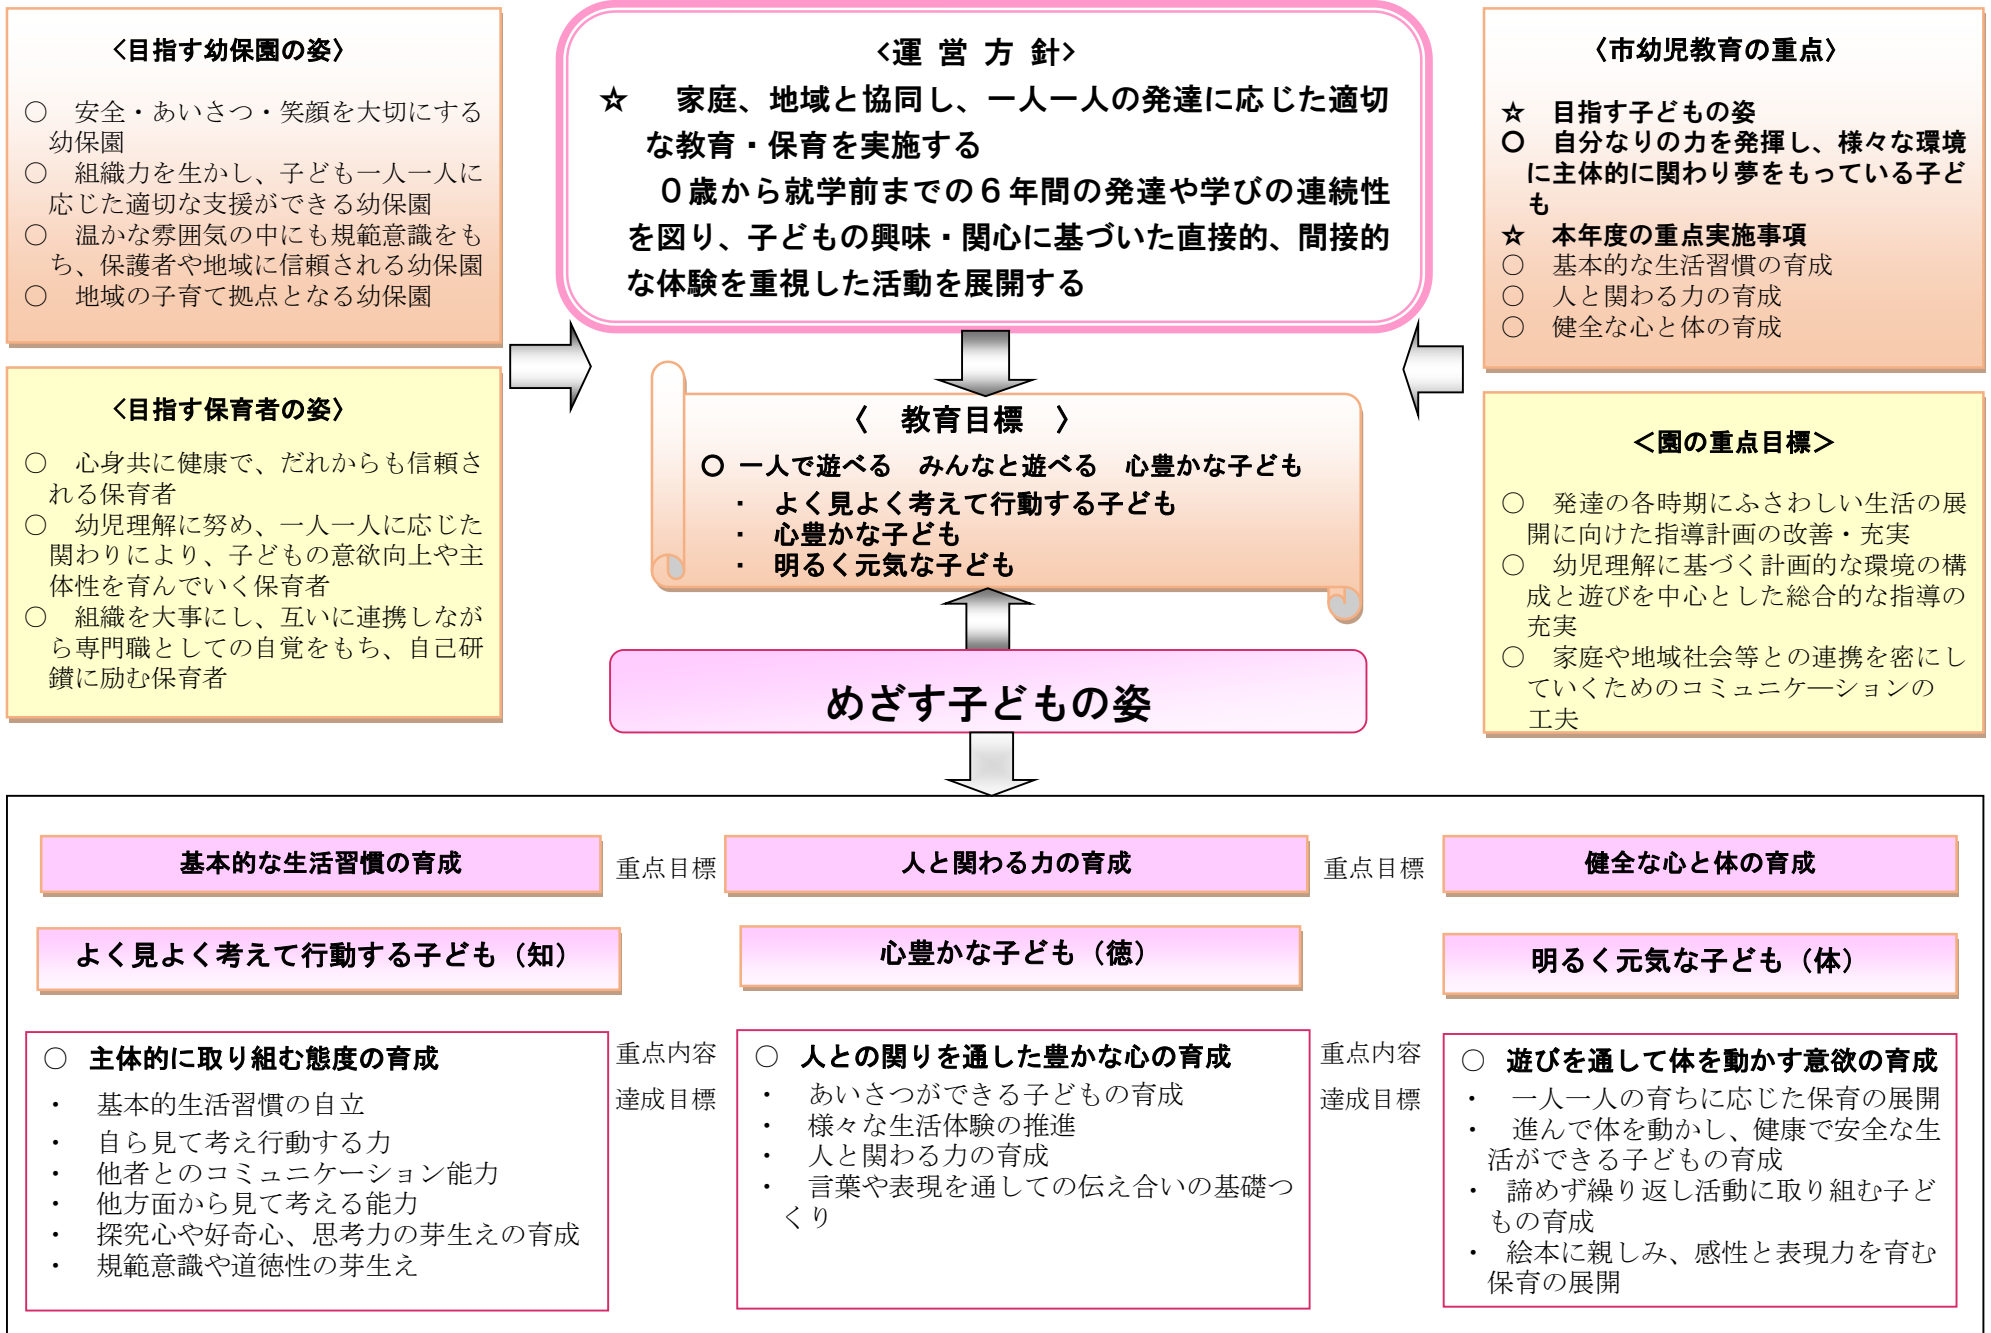 〈目指す幼保園の姿〉
○　安全・あいさつ・笑顔を大切にする
幼保園
○　組織力を生かし、子ども一人一人に
応じた適切な支援ができる幼保園
○　温かな雰囲気の中にも規範意識をも
ち、保護者や地域に信頼される幼保園
○　地域の子育て拠点となる幼保園
<運 営 方 針>
☆　家庭、地域と協同し、一人一人の発達に応じた適切
な教育・保育を実施する
０歳から就学前までの６年間の発達や学びの連続性
を図り、子どもの興味・関心に基づいた直接的、間接的
な体験を重視した活動を展開する
〈市幼児教育の重点〉
☆　目指す子どもの姿
○　自分なりの力を発揮し、様々な環境
に主体的に関わり夢をもっている子ど
も
☆　本年度の重点実施事項
○　基本的な生活習慣の育成
○　人と関わる力の育成
○　健全な心と体の育成
〈目指す保育者の姿〉
○　心身共に健康で、だれからも信頼さ
れる保育者
○　幼児理解に努め、一人一人に応じた
関わりにより、子どもの意欲向上や主
体性を育んでいく保育者
○　組織を大事にし、互いに連携しなが
ら専門職としての自覚をもち、自己研
鑽に励む保育者
〈　教育目標　〉
○ 一人で遊べる　みんなと遊べる　心豊かな子ども
・　よく見よく考えて行動する子ども
・　心豊かな子ども
・　明るく元気な子ども
＜園の重点目標＞
○　発達の各時期にふさわしい生活の展
開に向けた指導計画の改善・充実
○　幼児理解に基づく計画的な環境の構
成と遊びを中心とした総合的な指導の
充実
○　家庭や地域社会等との連携を密にし
ていくためのコミュニケ―ションの
工夫
めざす子どもの姿
基本的な生活習慣の育成
重点目標
人と関わる力の育成
重点目標
健全な心と体の育成
よく見よく考えて行動する子ども（知）
心豊かな子ども（徳）
明るく元気な子ども（体）
○　主体的に取り組む態度の育成
・　基本的生活習慣の自立
・　自ら見て考え行動する力
・　他者とのコミュニケーション能力
・　他方面から見て考える能力
・　探究心や好奇心、思考力の芽生えの育成
・　規範意識や道徳性の芽生え
重点内容
達成目標
○　人との関りを通した豊かな心の育成
・　あいさつができる子どもの育成
・　様々な生活体験の推進
・　人と関わる力の育成
・　言葉や表現を通しての伝え合いの基礎つ
くり
重点内容
達成目標
○　遊びを通して体を動かす意欲の育成
・　一人一人の育ちに応じた保育の展開
・　進んで体を動かし、健康で安全な生
活ができる子どもの育成
・　諦めず繰り返し活動に取り組む子ど
もの育成
・　絵本に親しみ、感性と表現力を育む
保育の展開